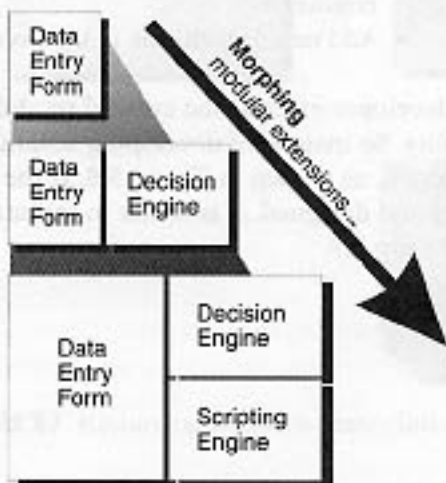 Data
Entry
Form
Morphing
modular extensions...
Data
Entry
Form
Decision
Engine
Data
Entry
Form
Decision
Engine
Scripting
Engine